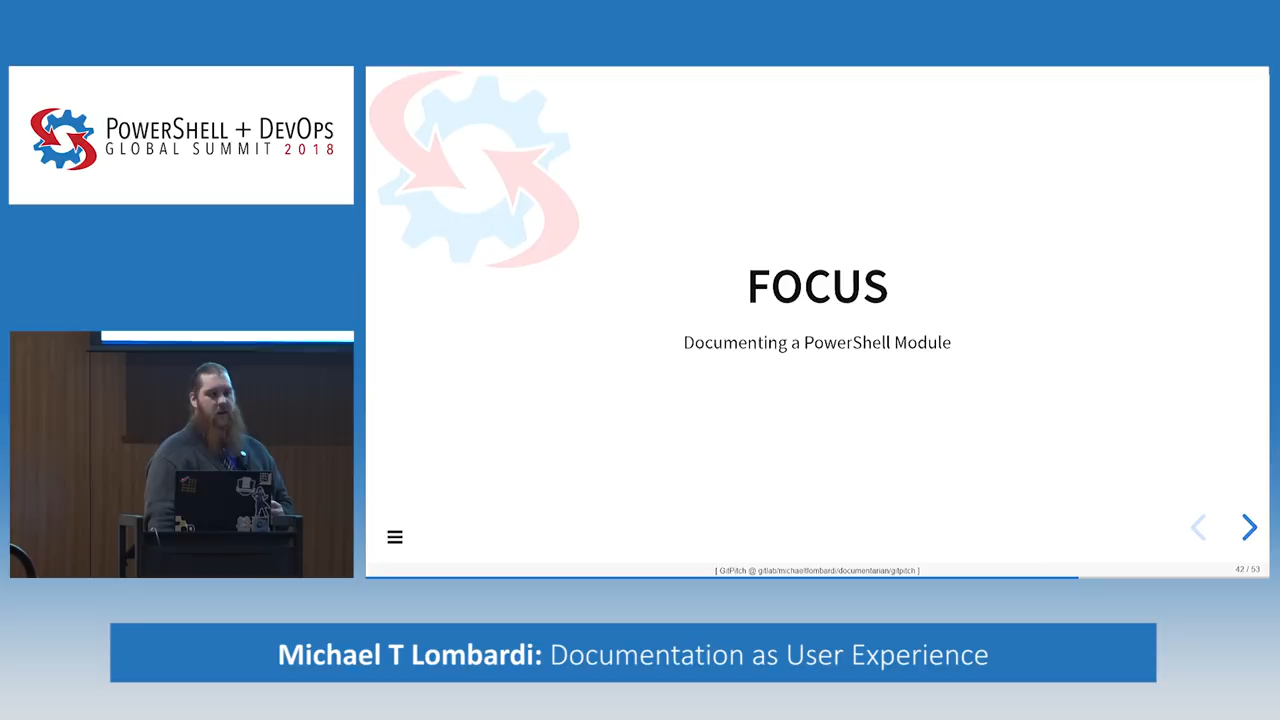 POWERSHELL + DEVOPS
GLOBAL SUMMIT 2018
FOCUS
Documenting a PowerShell Module
[ GitPitch @ gitlab/michaeltlombardi/documentarian/gitpitch ]
42 / 53
Michael T Lombardi: Documentation as User Experience